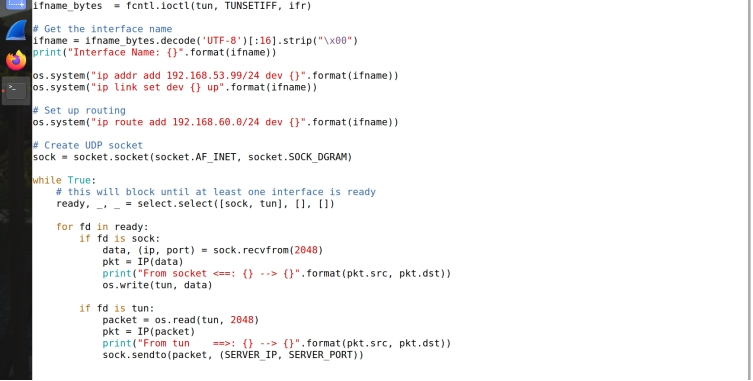 ifname_bytes  = fcntl.ioctl(tun, TUNSETIFF, ifr)
# Get the interface name
ifname = ifname_bytes.decode('UTF-8')[:16].strip("\x00")
print("Interface Name: {}".format(ifname))
os.system("ip addr add 192.168.53.99/24 dev {}".format(ifname))
os.system("ip link set dev {} up".format(ifname))
# Set up routing
os.system("ip route add 192.168.60.0/24 dev {}".format(ifname))
# Create UDP socket
sock = socket.socket(socket.AF_INET, socket.SOCK_DGRAM)
while True:
    # this will block until at least one interface is ready
    ready, _, _ = select.select([sock, tun], [], [])
    for fd in ready:
        if fd is sock:
            data, (ip, port) = sock.recvfrom(2048)
            pkt = IP(data)
            print("From socket <==: {} --> {}".format(pkt.src, pkt.dst))
            os.write(tun, data)
        if fd is tun:
            packet = os.read(tun, 2048)
            pkt = IP(packet)
            print("From tun    ==>: {} --> {}".format(pkt.src, pkt.dst))
            sock.sendto(packet, (SERVER_IP, SERVER_PORT))